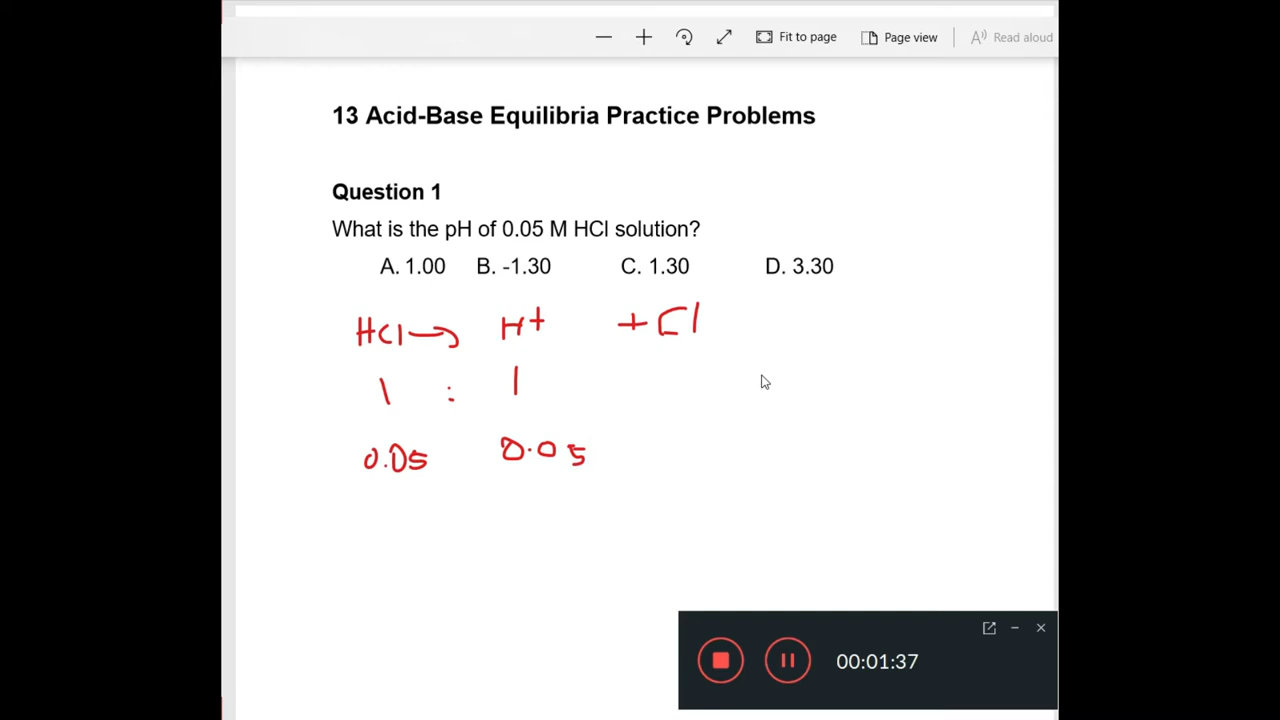 Fit to page Page view Read aloud
13 Acid-Base Equilibria Practice Problems
Question 1
What is the pH of 0.05 M HCl solution?
A. 1.00 B. -1.30 C. 1.30 D. 3.30
HCl → H+ + Cl
1 : 1
0.05 0.05
00:01:37